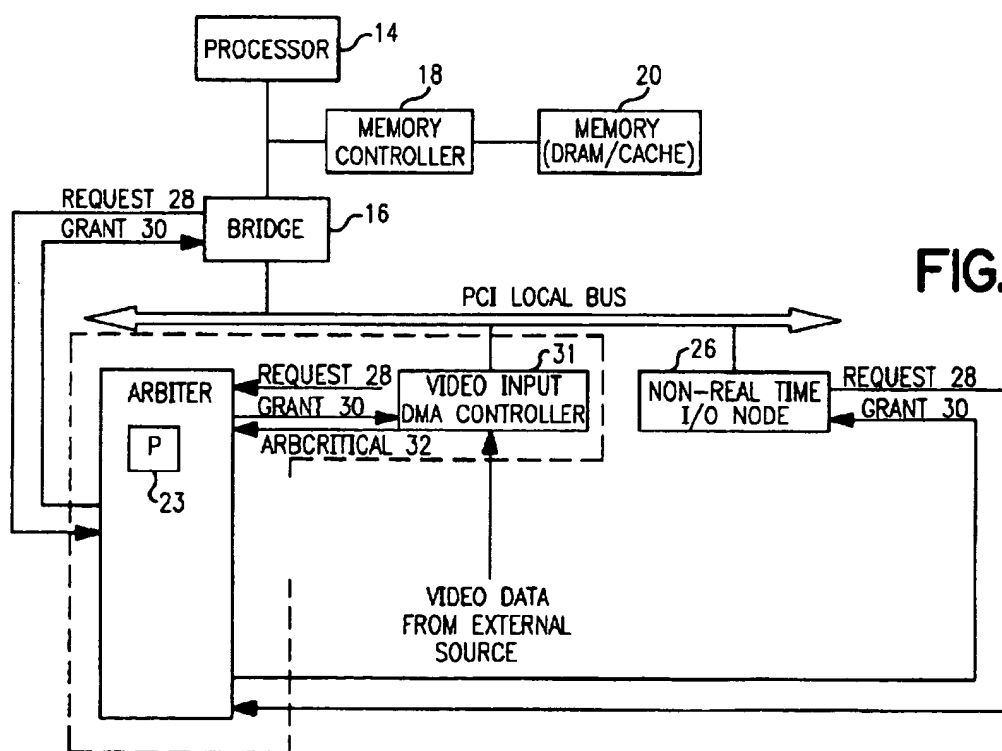 PROCESSOR
14
18
20
MEMORY
CONTROLLER
MEMORY
(DRAM/CACHE)
REQUEST 28
GRANT 30
BRIDGE
16
FIG.
PCI LOCAL BUS
ARBITER
P
23
REQUEST 28
GRANT 30
ARBCRITICAL 32
31
VIDEO INPUT
DMA CONTROLLER
26
NON-REAL TIME
I/O NODE
REQUEST 28
GRANT 30
VIDEO DATA
FROM EXTERNAL
SOURCE